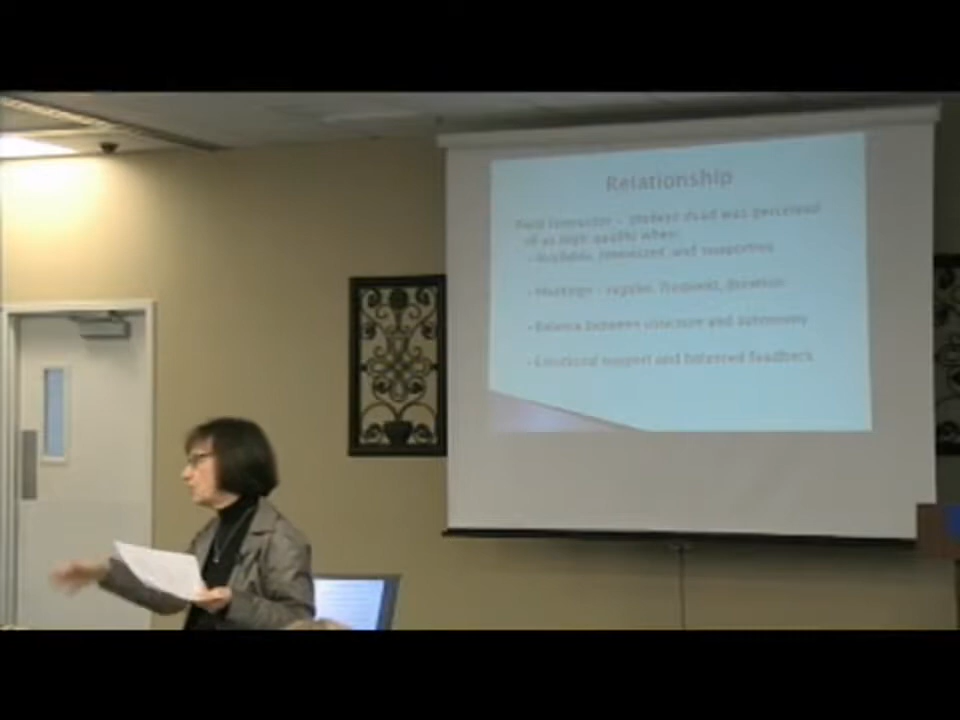 Relationship
Field instructor - student dyad was perceived
of as high quality when:
- Available, interested, and supportive
- Meetings - regular, frequent, duration
- Balance between structure and autonomy
- Emotional support and balanced feedback